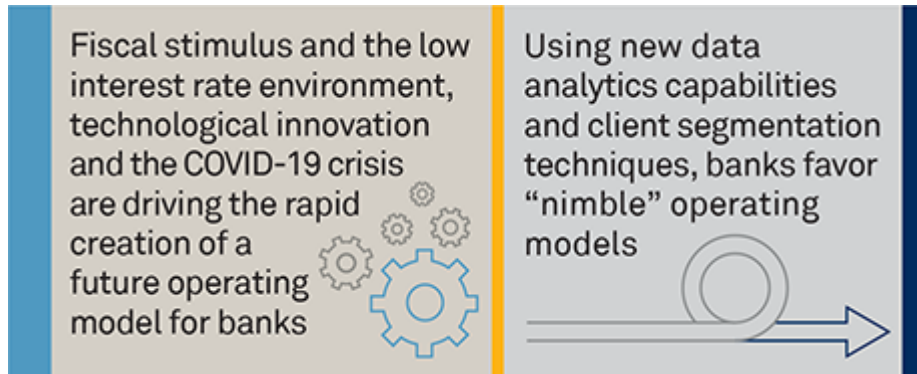 Fiscal stimulus and the low
interest rate environment,
technological innovation
and the COVID-19 crisis
are driving the rapid
creation of a
future operating
model for banks
Using new data
analytics capabilities
and client segmentation
techniques, banks favor
“nimble” operating
models